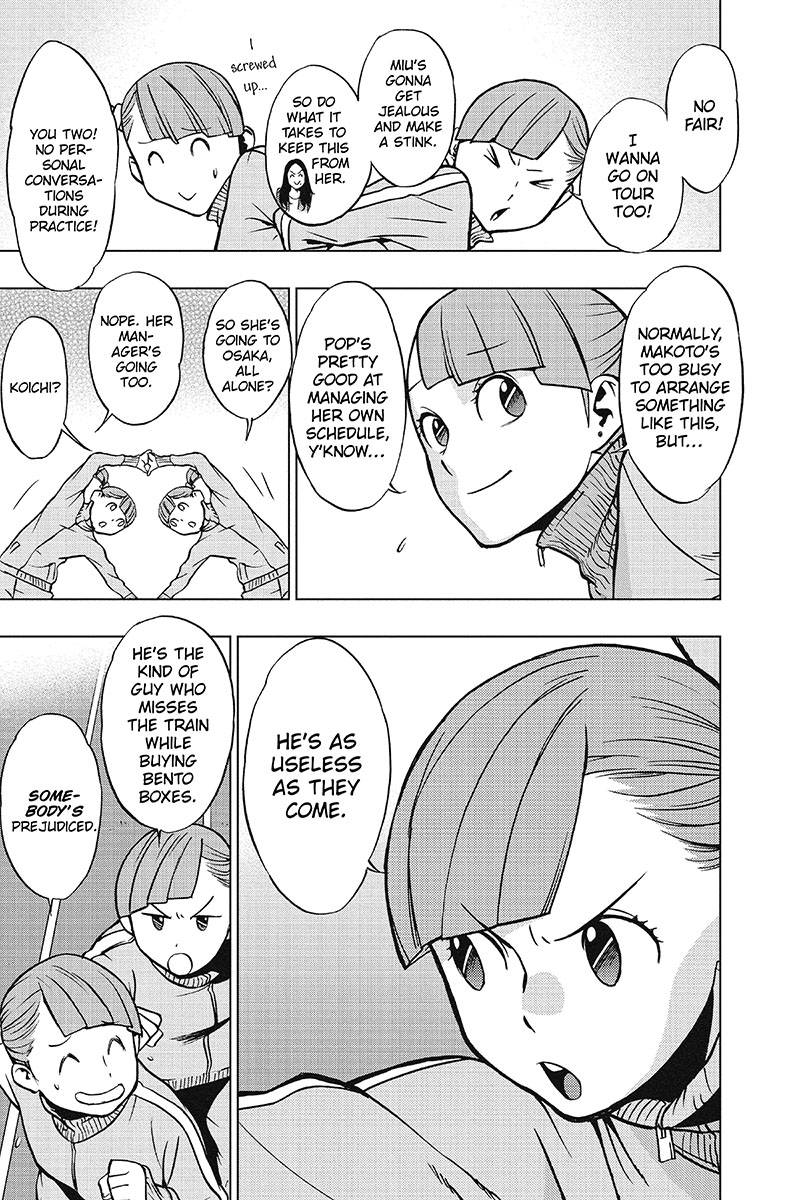 NO
FAIR!
I
WANNA
GO ON
TOUR
TOO!
MIU'S
GONNA
GET
JEALOUS
AND MAKE
A STINK.
SO DO
WHAT IT
TAKES TO
KEEP THIS
FROM
HER.
I
screwed
up...
YOU TWO!
NO PER-
SONAL
CONVERSA-
TIONS
DURING
PRACTICE!
NORMALLY,
MAKOTO'S
TOO BUSY
TO ARRANGE
SOMETHING
LIKE THIS,
BUT...
POP'S
PRETTY
GOOD AT
MANAGING
HER OWN
SCHEDULE,
Y'KNOW...
SO SHE'S
GOING TO
OSAKA,
ALL
ALONE?
NOPE. HER
MAN-
AGER'S
GOING
TOO.
KOICHI?
HE'S AS
USELESS
AS THEY
COME.
HE'S THE
KIND OF
GUY WHO
MISSES
THE TRAIN
WHILE
BUYING
BENTO
BOXES.
SOME-
BODY'S
PREJUDICED.